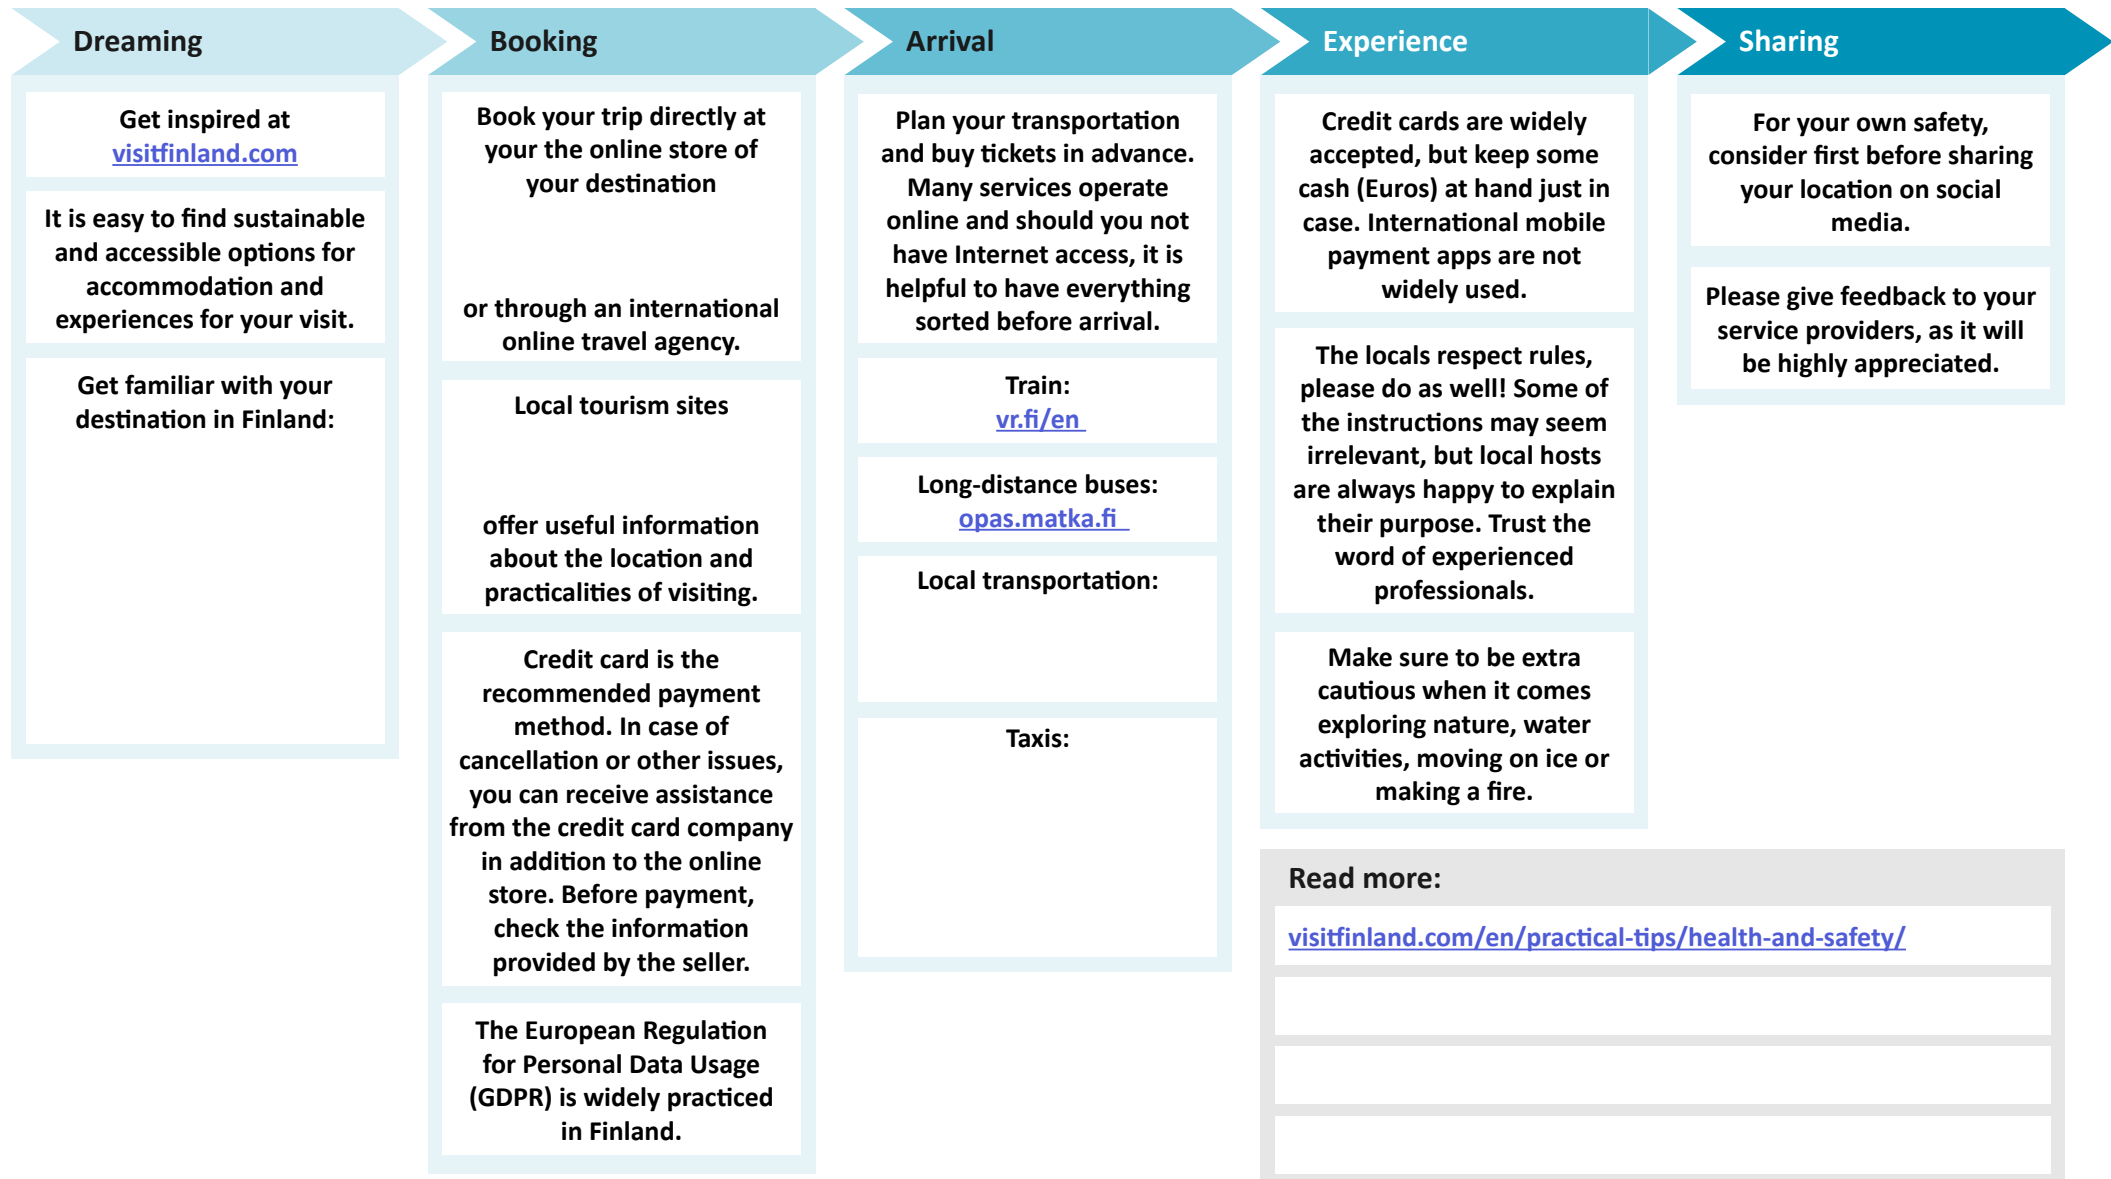 Dreaming
Get inspired at
visitfinland.com
It is easy to find sustainable
and accessible options for
accommodation and
experiences for your visit.
Get familiar with your
destination in Finland:
Booking
Book your trip directly at
your the online store of
your destination
or through an international
online travel agency.
Local tourism sites
offer useful information
about the location and
practicalities of visiting.
Credit card is the
recommended payment
method. In case of
cancellation or other issues,
you can receive assistance
from the credit card company
in addition to the online
store. Before payment,
check the information
provided by the seller.
The European Regulation
for Personal Data Usage
(GDPR) is widely practiced
in Finland.
Arrival
Plan your transportation
and buy tickets in advance.
Many services operate
online and should you not
have Internet access, it is
helpful to have everything
sorted before arrival.
Train:
vr.fi/en
Long-distance buses:
opas.matka.fi
Local transportation:
Taxis:
Experience
Credit cards are widely
accepted, but keep some
cash (Euros) at hand just in
case. International mobile
payment apps are not
widely used.
The locals respect rules,
please do as well! Some of
the instructions may seem
irrelevant, but local hosts
are always happy to explain
their purpose. Trust the
word of experienced
professionals.
Make sure to be extra
cautious when it comes
exploring nature, water
activities, moving on ice or
making a fire.
Sharing
For your own safety,
consider first before sharing
your location on social
media.
Please give feedback to your
service providers, as it will
be highly appreciated.
Read more:
visitfinland.com/en/practical-tips/health-and-safety/